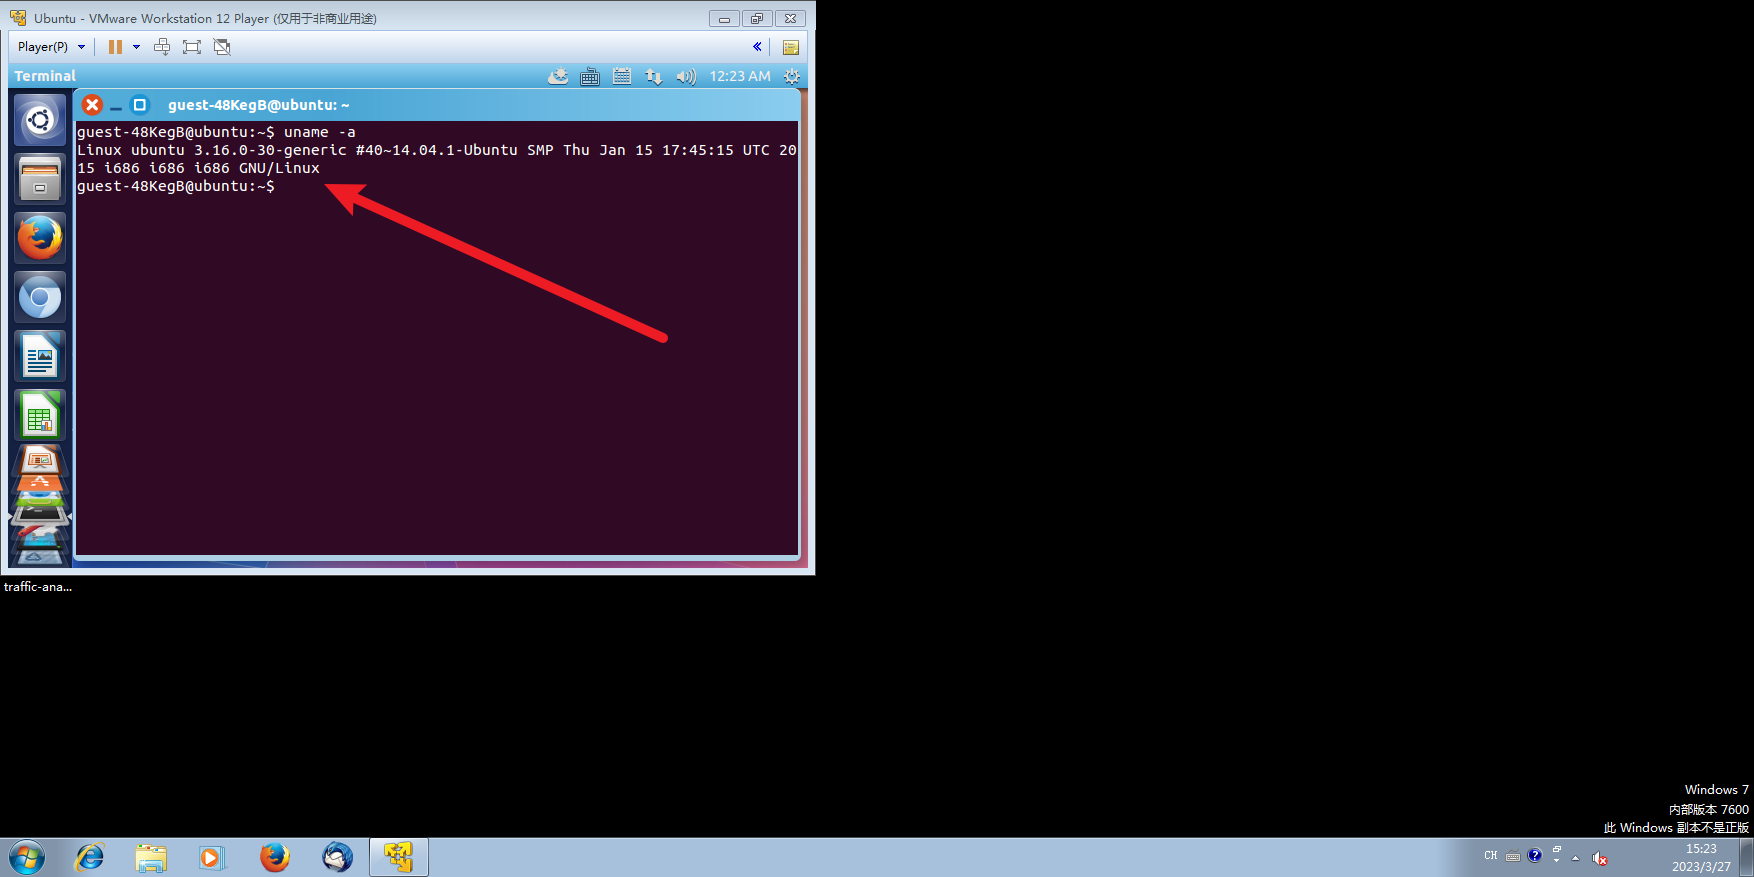 Ubuntu - VMware Workstation 12 Player (仅用于非商业用途)
Player(P)
Terminal
12:23 AM
guest-48KegB@ubuntu: ~
guest-48KegB@ubuntu:~$ uname -a
Linux ubuntu 3.16.0-30-generic #40~14.04.1-Ubuntu SMP Thu Jan 15 17:45:15 UTC 20
15 i686 i686 i686 GNU/Linux
guest-48KegB@ubuntu:~$
traffic-ana...
Windows 7
内部版本 7600
此 Windows 副本不是正版
CH
15:23
2023/3/27